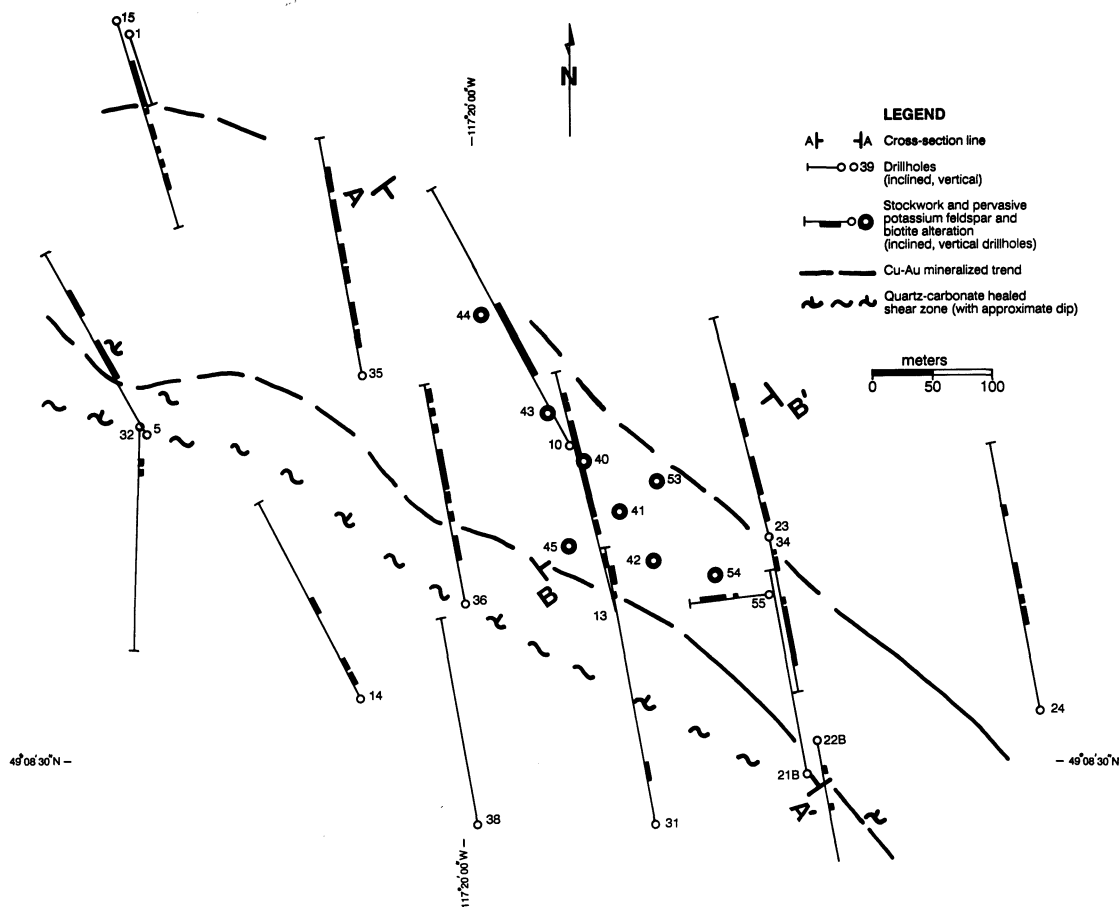 15
1
N
117°20'00"W
LEGEND
A A Cross-section line
39 Drillholes
(inclined, vertical)
Stockwork and pervasive
potassium feldspar and
biotite alteration
(inclined, vertical drillholes)
Cu-Au mineralized trend
Quartz-carbonate healed
shear zone (with approximate dip)
meters
0 50 100
A
44
35
B'
43
32
5
10
40
53
41
23
34
45
42
54
B
55
36
13
14
24
22B
49°08'30"N
49°08'30"N
21B
A'
38
31
117°20'00"W